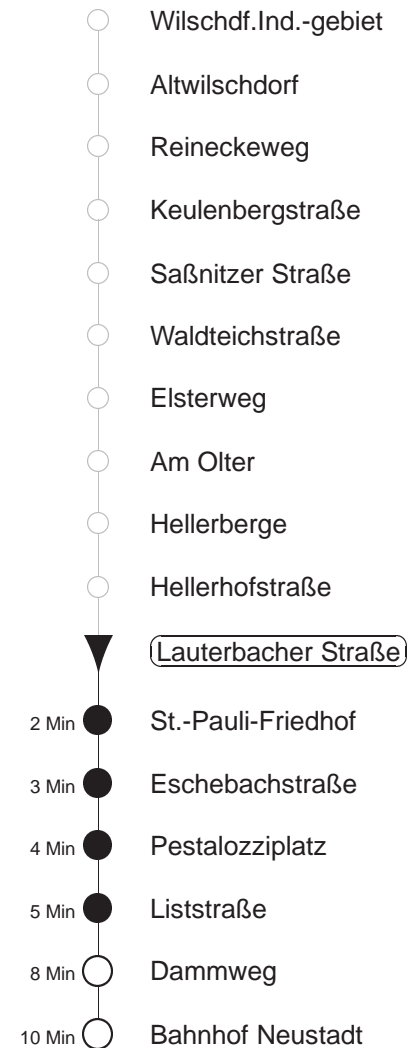 Wilschdf.Ind.-gebiet
Altwilschdorf
Reineckeweg
Keulenbergstraße
Saßnitzer Straße
Waldteichstraße
Elsterweg
Am Olter
Hellerberge
Hellerhofstraße
Lauterbacher Straße
2 Min St.-Pauli-Friedhof
3 Min Eschebachstraße
4 Min Pestalozziplatz
5 Min Liststraße
8 Min Dammweg
10 Min Bahnhof Neustadt